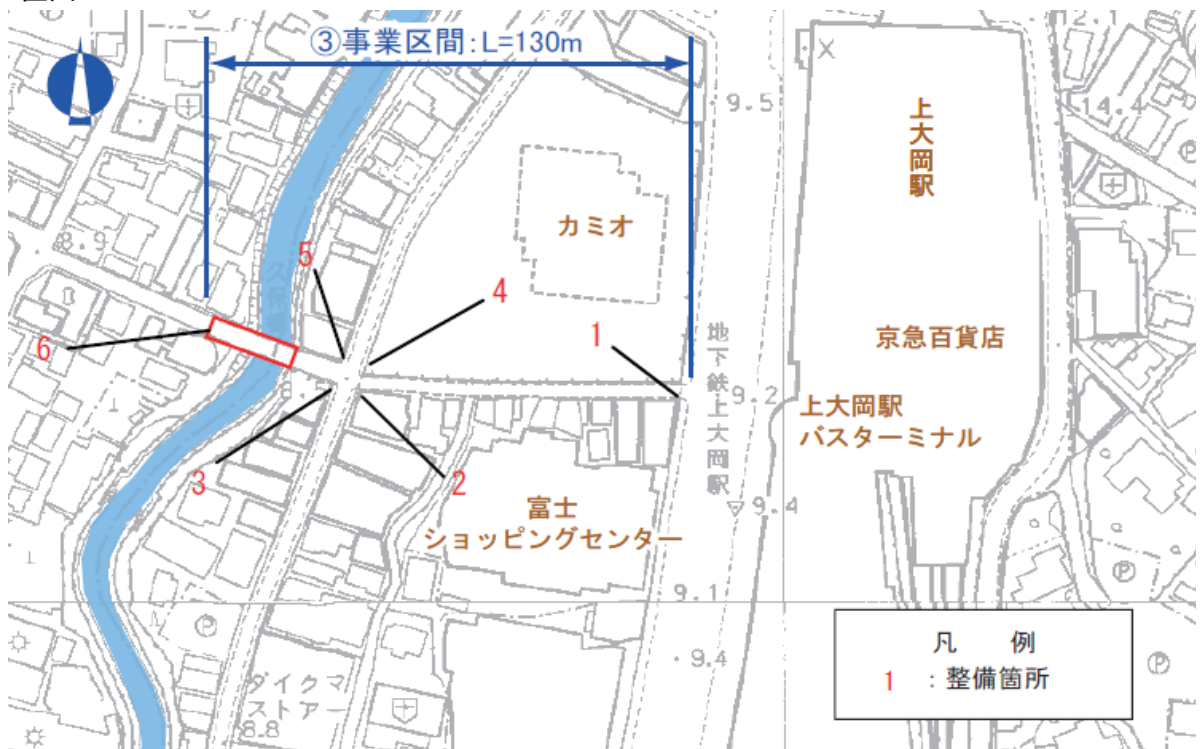 ③事業区間:L=130m
12.1
9.5
14.4
上大岡駅
カミオ
8.9
5
4
1
6
地下鉄上大岡駅
京急百貨店
9.2
上大岡駅
バスターミナル
3
2
9.4
富士
ショッピングセンター
9.1
凡 例
1 :整備箇所
9.4
ダイクマ
ストアー
8.8